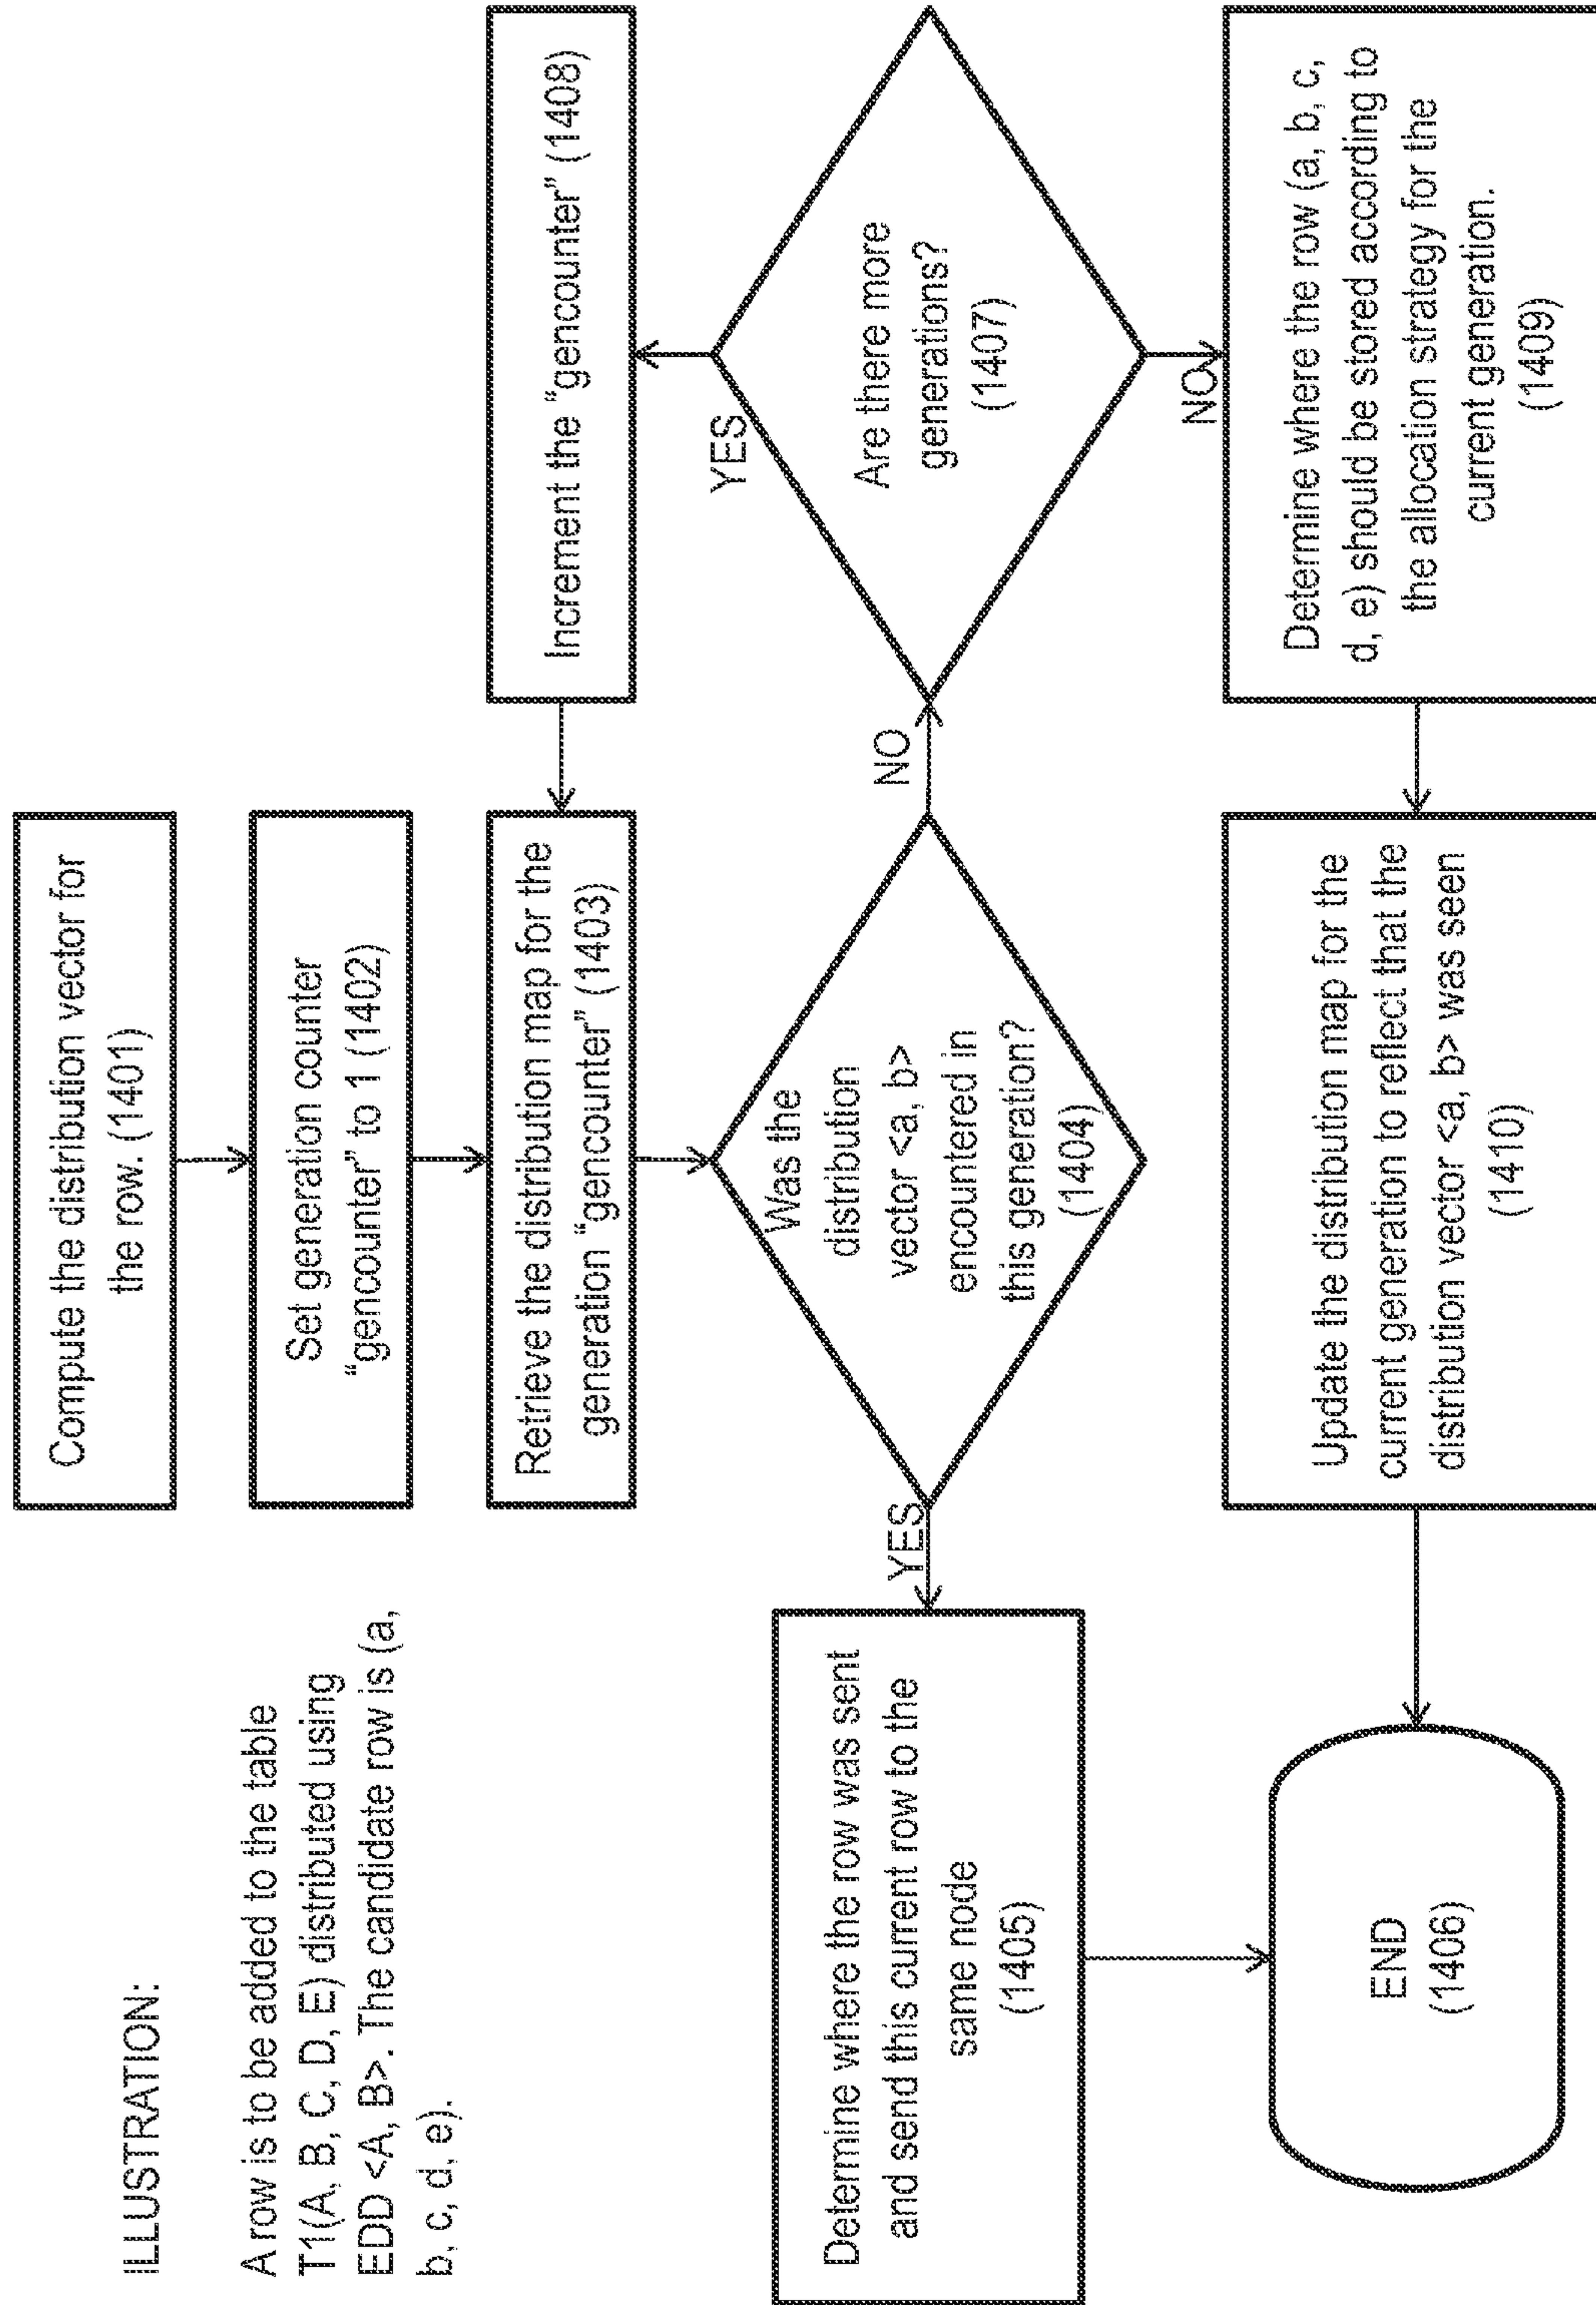 ILLUSTRATION:
A row is to be added to the table
T1(A, B, C, D, E) distributed using
EDD <A, B>. The candidate row is (a,
b, c, d, e).
Compute the distribution vector for
the row. (1401)
Set generation counter
“gencounter” to 1 (1402)
Retrieve the distribution map for the
generation “gencounter” (1403)
Increment the “gencounter” (1408)
Was the
distribution
vector <a, b>
encountered in
this generation?
(1404)
YES
NO
Are there more
generations?
(1407)
YES
NO
Determine where the row was sent
and send this current row to the
same node
(1405)
END
(1406)
Update the distribution map for the
current generation to reflect that the
distribution vector <a, b> was seen
(1410)
Determine where the row (a, b, c,
d, e) should be stored according to
the allocation strategy for the
current generation.
(1409)